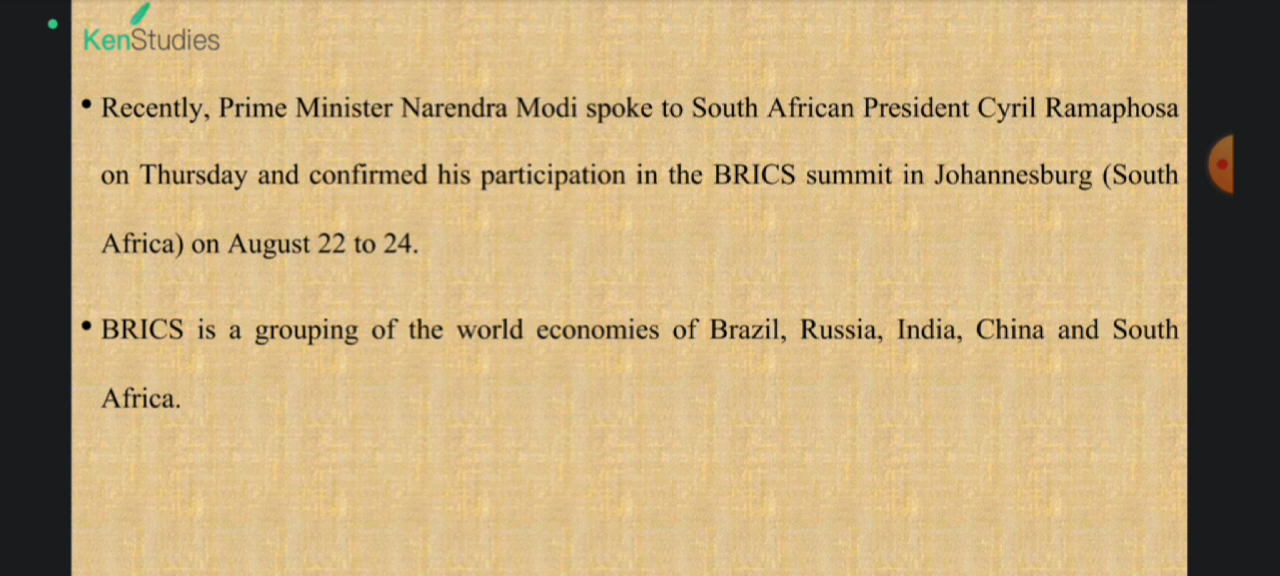 KenStudies
• Recently, Prime Minister Narendra Modi spoke to South African President Cyril Ramaphosa
on Thursday and confirmed his participation in the BRICS summit in Johannesburg (South
Africa) on August 22 to 24.
• BRICS is a grouping of the world economies of Brazil, Russia, India, China and South
Africa.